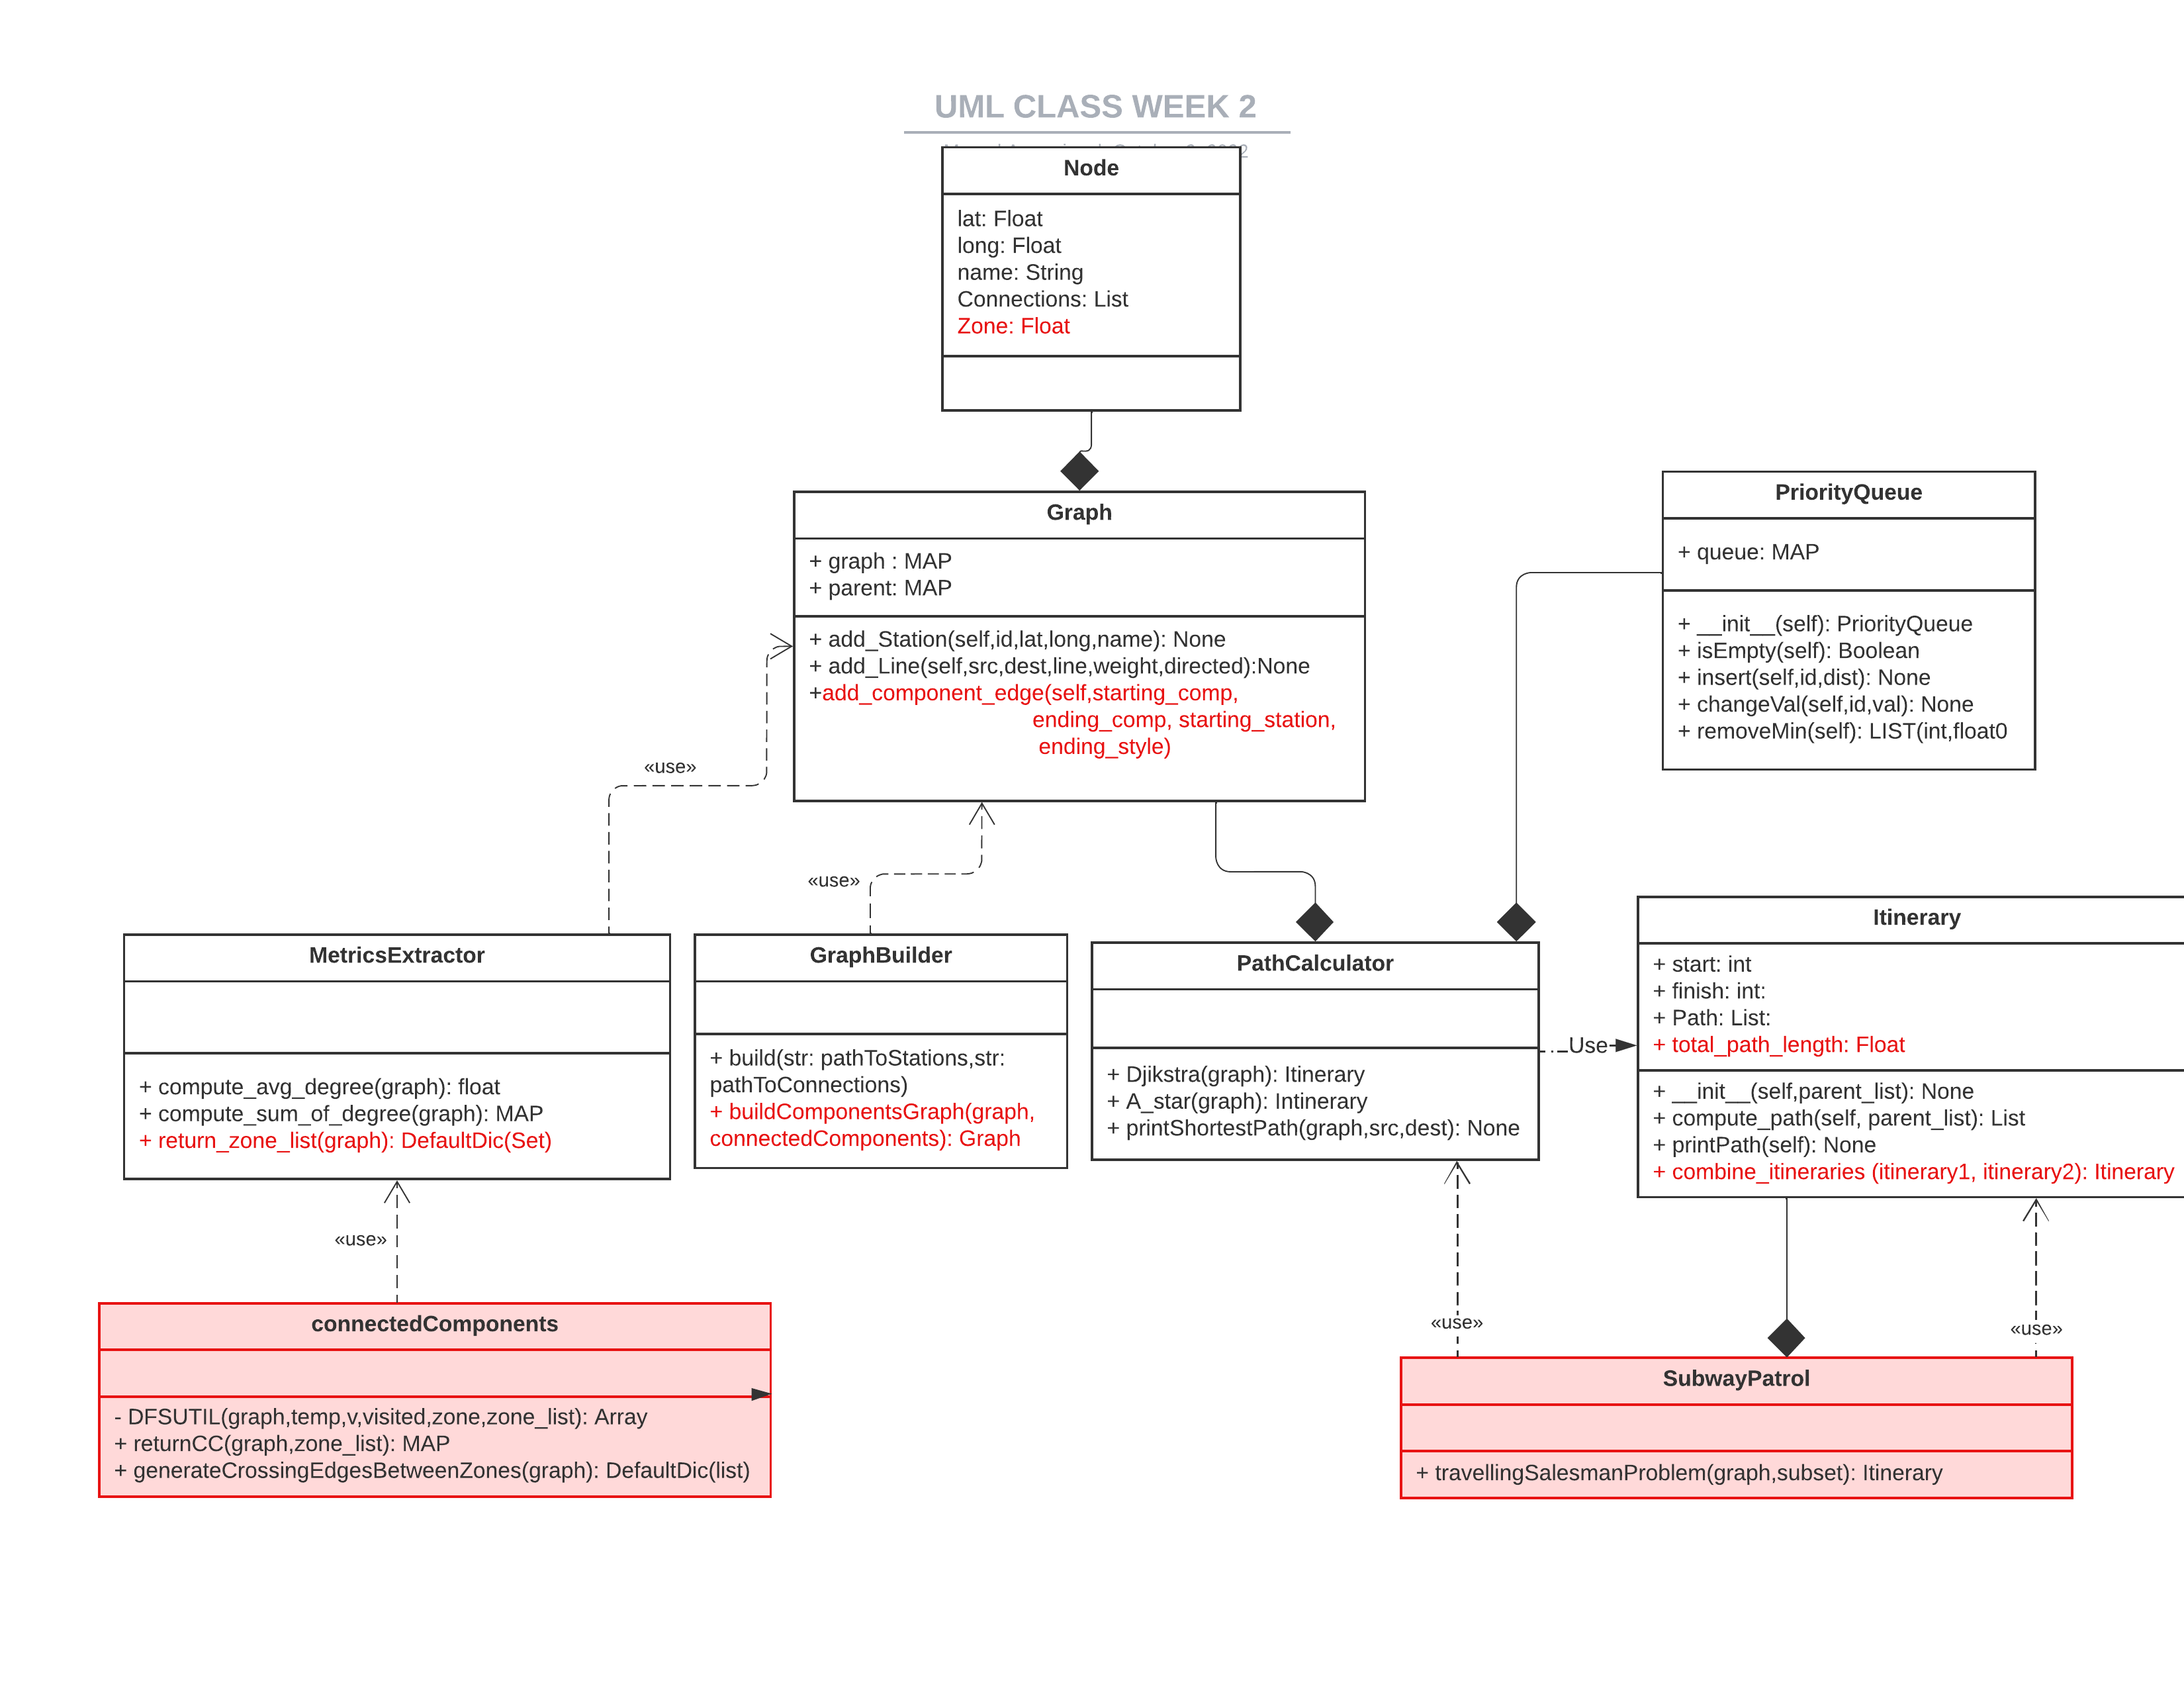 UML CLASS WEEK 2
Node
lat: Float
long: Float
name: String
Connections: List
Zone: Float
Graph
+ graph : MAP
+ parent: MAP
+ add_Station(self,id,lat,long,name): None
+ add_Line(self,src,dest,line,weight,directed):None
+add_component_edge(self,starting_comp,
ending_comp, starting_station,
ending_style)
PriorityQueue
+ queue: MAP
+ __init__(self): PriorityQueue
+ isEmpty(self): Boolean
+ insert(self,id,dist): None
+ changeVal(self,id,val): None
+ removeMin(self): LIST(int,float0
«use»
«use»
MetricsExtractor
+ compute_avg_degree(graph): float
+ compute_sum_of_degree(graph): MAP
+ return_zone_list(graph): DefaultDic(Set)
GraphBuilder
+ build(str: pathToStations,str:
pathToConnections)
+ buildComponentsGraph(graph,
connectedComponents): Graph
PathCalculator
+ Djikstra(graph): Itinerary
+ A_star(graph): Intinerary
+ printShortestPath(graph,src,dest): None
Use
Itinerary
+ start: int
+ finish: int:
+ Path: List:
+ total_path_length: Float
+ __init__(self,parent_list): None
+ compute_path(self, parent_list): List
+ printPath(self): None
+ combine_itineraries (itinerary1, itinerary2): Itinerary
«use»
«use»
«use»
connectedComponents
- DFSUTIL(graph,temp,v,visited,zone,zone_list): Array
+ returnCC(graph,zone_list): MAP
+ generateCrossingEdgesBetweenZones(graph): DefaultDic(list)
SubwayPatrol
+ travellingSalesmanProblem(graph,subset): Itinerary